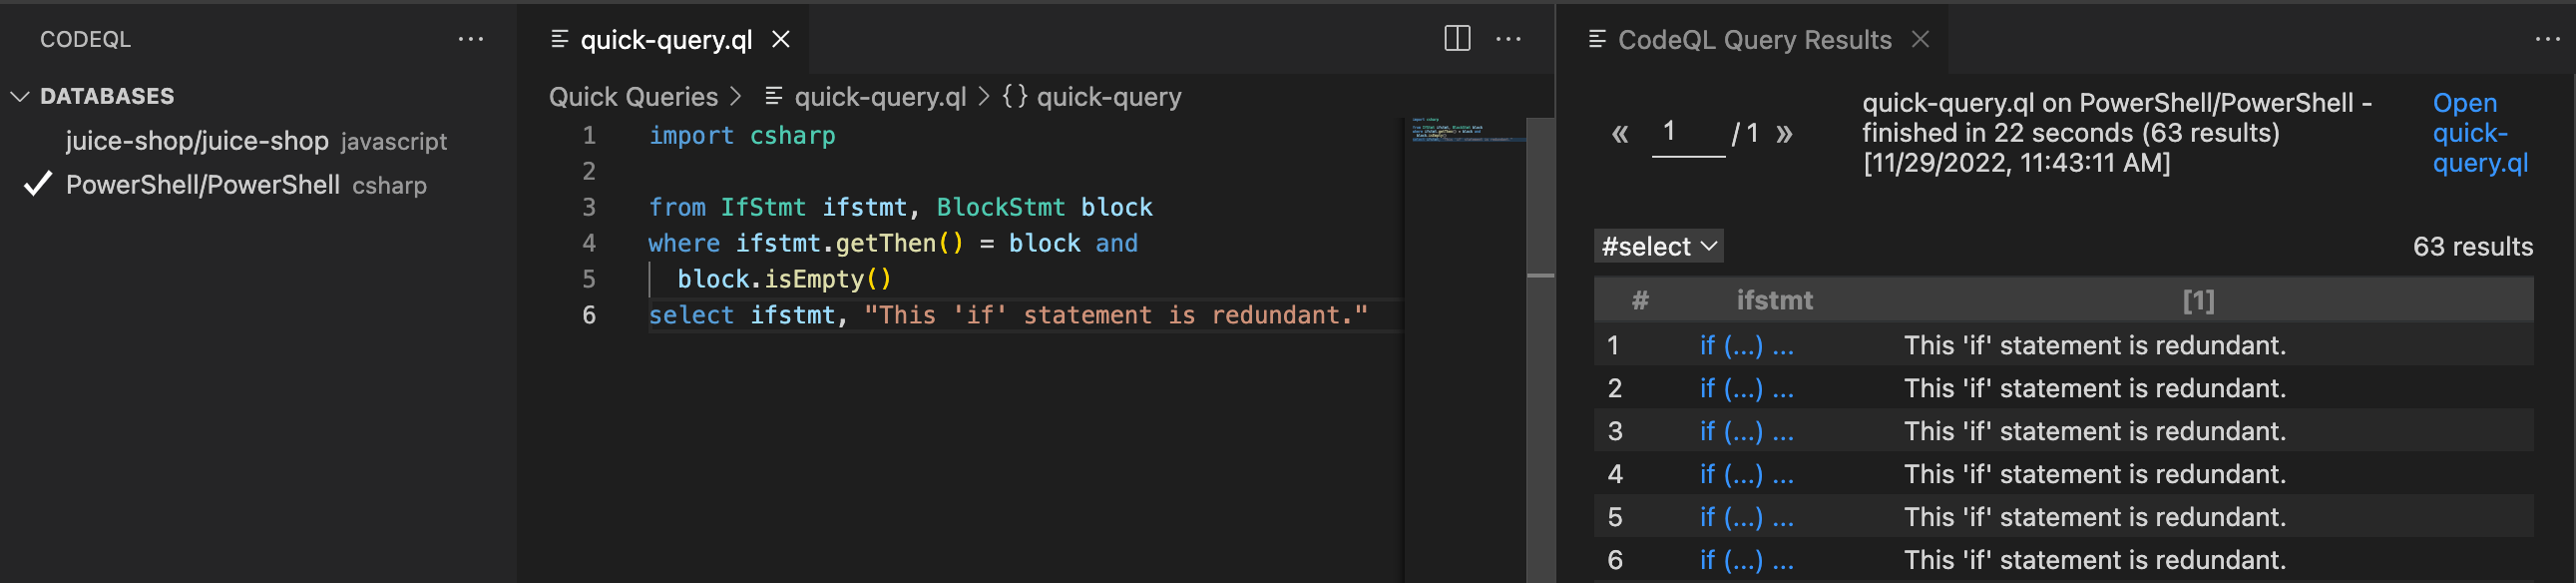 CODEQL
DATABASES
juice-shop/juice-shop javascript
PowerShell/PowerShell csharp
quick-query.ql
Quick Queries > quick-query.ql > {} quick-query
1 import csharp
2
3 from IfStmt ifstmt, BlockStmt block
4 where ifstmt.getThen() = block and
5 block.isEmpty()
6 select ifstmt, "This 'if' statement is redundant."
CodeQL Query Results
« 1 / 1 »
quick-query.ql on PowerShell/PowerShell -
finished in 22 seconds (63 results)
[11/29/2022, 11:43:11 AM]
Open
quick-
query.ql
#select
63 results
# ifstmt [1]
1 if (...) ... This 'if' statement is redundant.
2 if (...) ... This 'if' statement is redundant.
3 if (...) ... This 'if' statement is redundant.
4 if (...) ... This 'if' statement is redundant.
5 if (...) ... This 'if' statement is redundant.
6 if (...) ... This 'if' statement is redundant.